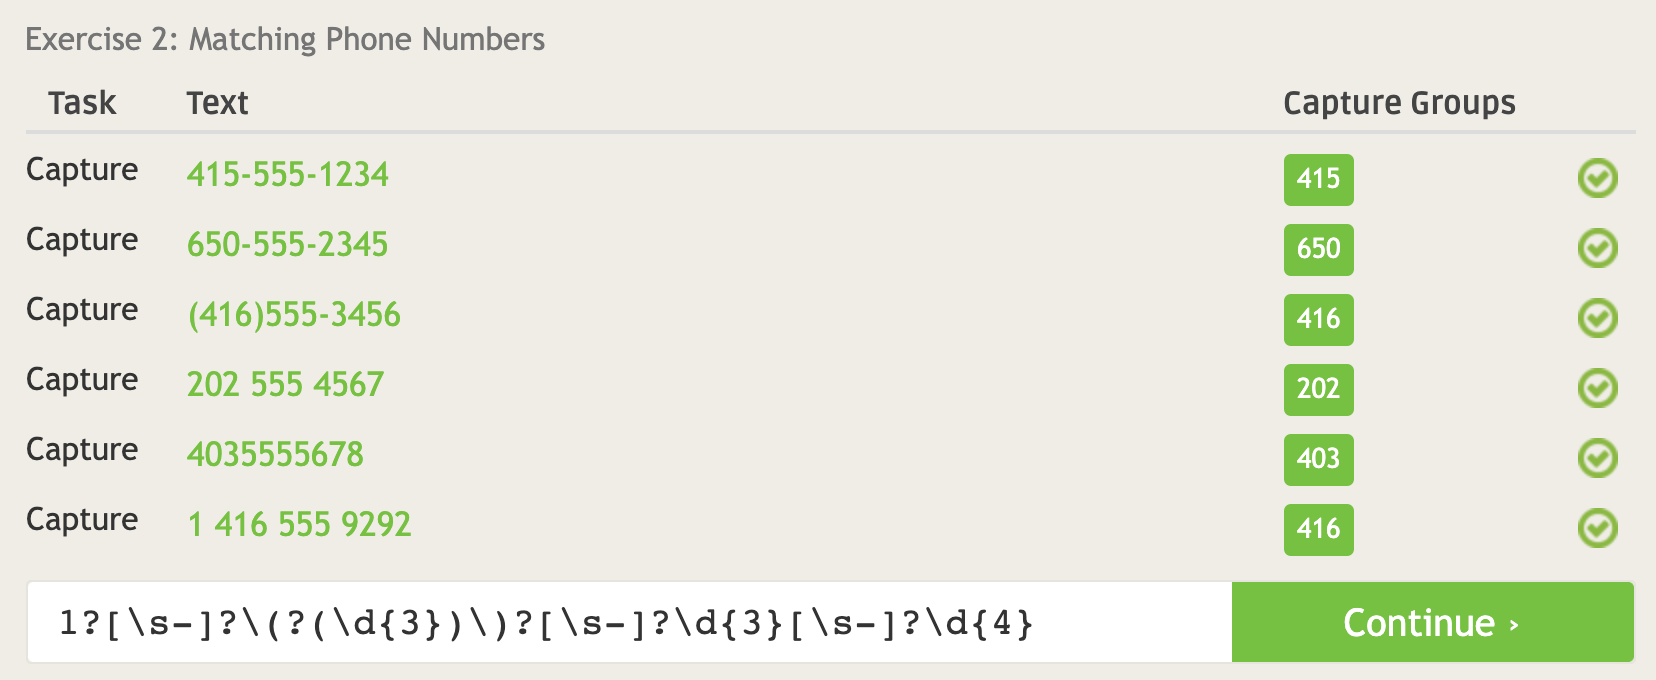 Exercise 2: Matching Phone Numbers
Task Text Capture Groups
Capture 415-555-1234 415
Capture 650-555-2345 650
Capture (416)555-3456 416
Capture 202 555 4567 202
Capture 4035555678 403
Capture 1 416 555 9292 416
1?[\s-]?\(?(\d{3})\)?[\s-]?\d{3}[\s-]?\d{4} Continue ›